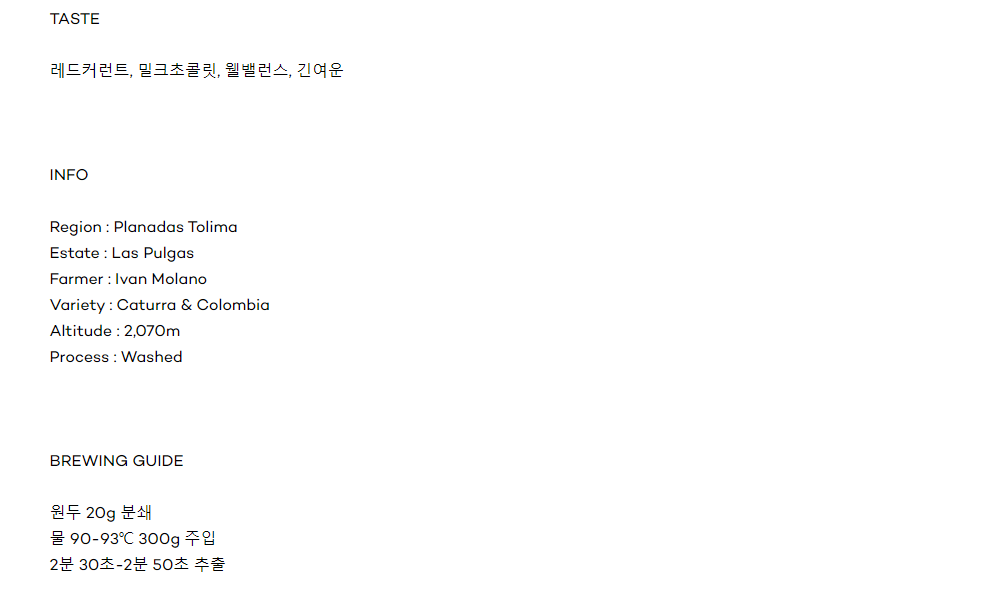 TASTE
레드커런트, 밀크초콜릿, 웰밸런스, 긴여운
INFO
Region : Planadas Tolima
Estate : Las Pulgas
Farmer : Ivan Molano
Variety : Caturra & Colombia
Altitude : 2,070m
Process : Washed
BREWING GUIDE
원두 20g 분쇄
물 90-93℃ 300g 주입
2분 30초-2분 50초 추출